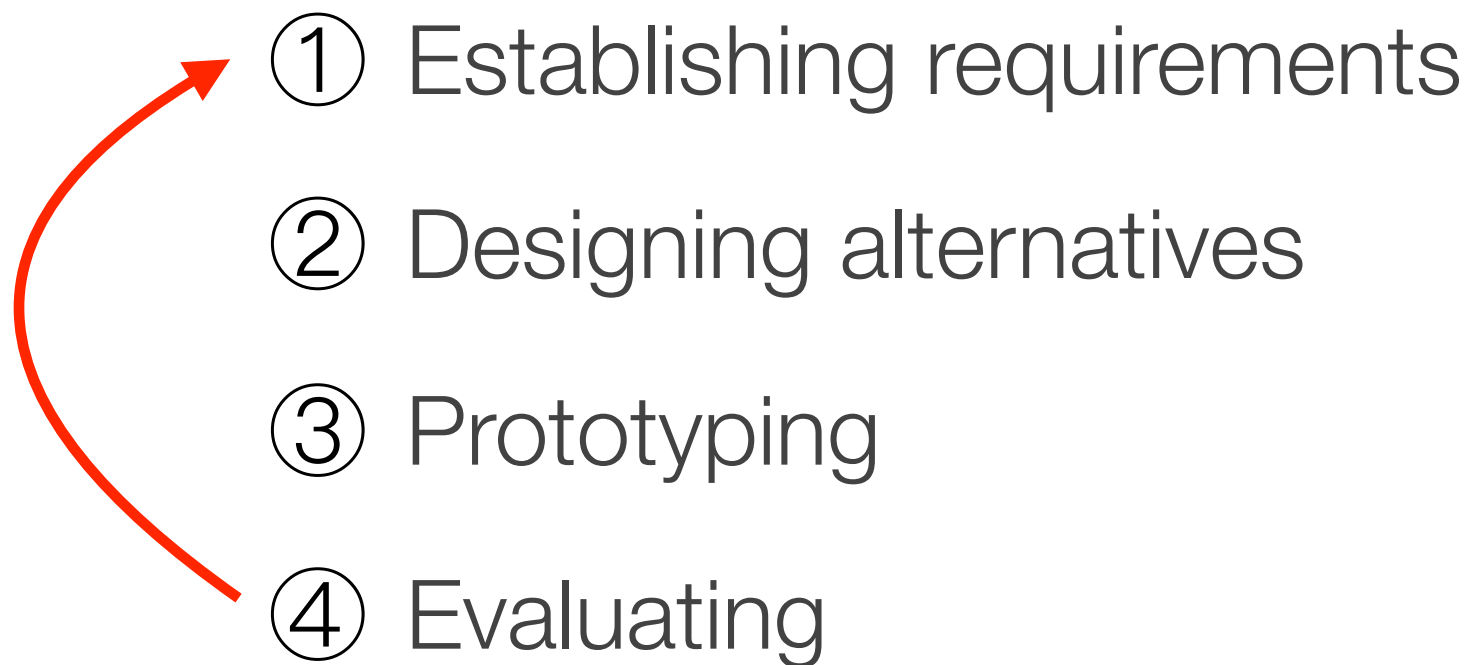 ① Establishing requirements
② Designing alternatives
③ Prototyping
④ Evaluating